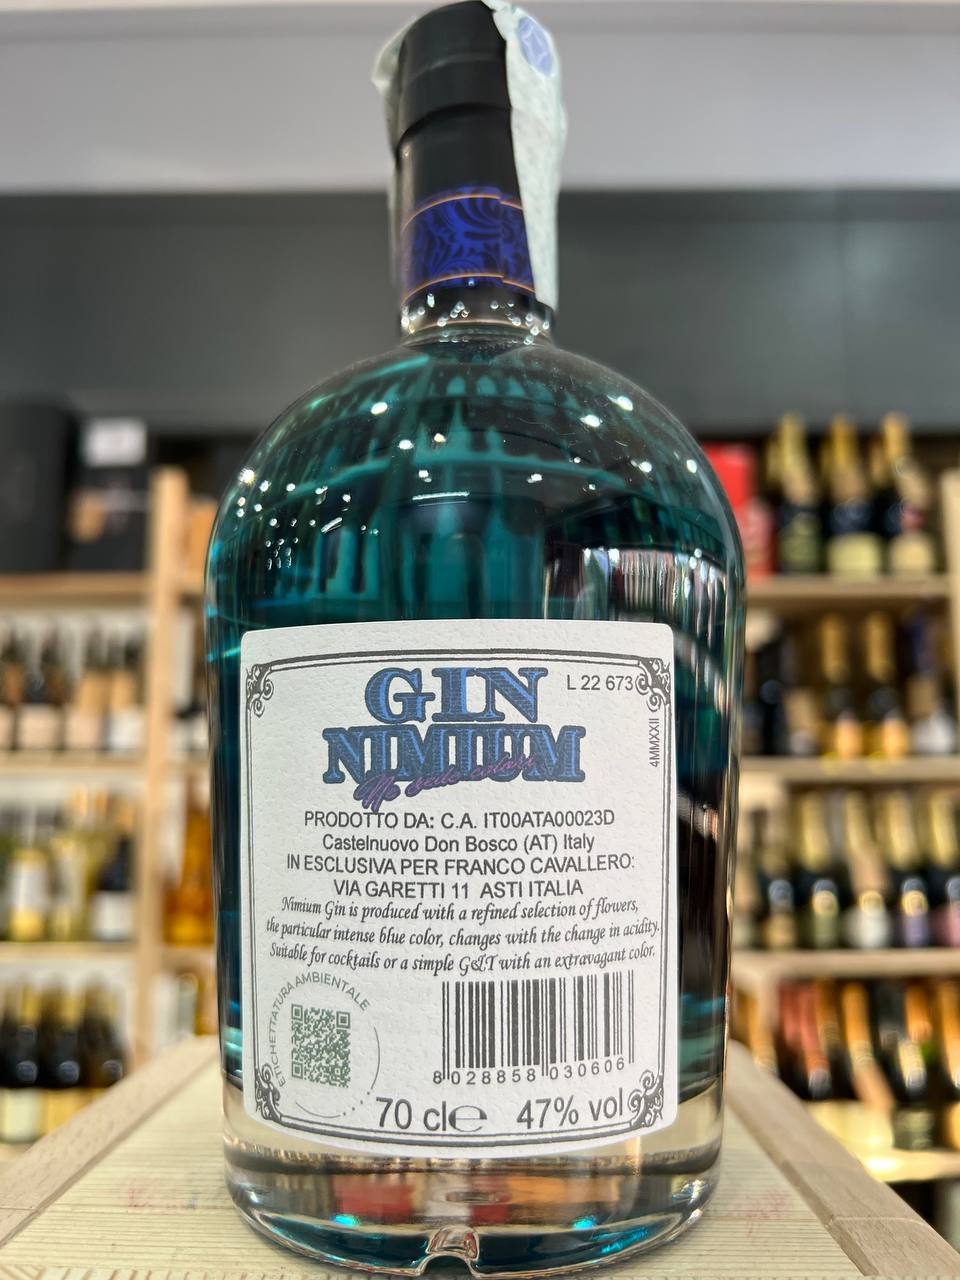 GIN
L 22 673
NIMIUM
4MMXXII
PRODOTTO DA: C.A. IT00ATA00023D
Castelnuovo Don Bosco (AT) Italy
IN ESCLUSIVA PER FRANCO CAVALLERO:
VIA GARETTI 11 ASTI ITALIA
Nimium Gin is produced with a refined selection of flowers,
the particular intense blue color, changes with the change in acidity.
Suitable for cocktails or a simple G&T with an extravagant color.
ETICHETTATURA AMBIENTALE
8 028858 030606
70 cl e 47% vol